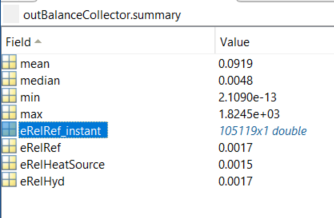 outBalanceCollector.summary
Field Value
mean 0.0919
median 0.0048
min 2.1090e-13
max 1.8245e+03
eRelRef_instant 105119x1 double
eRelRef 0.0017
eRelHeatSource 0.0015
eRelHyd 0.0017